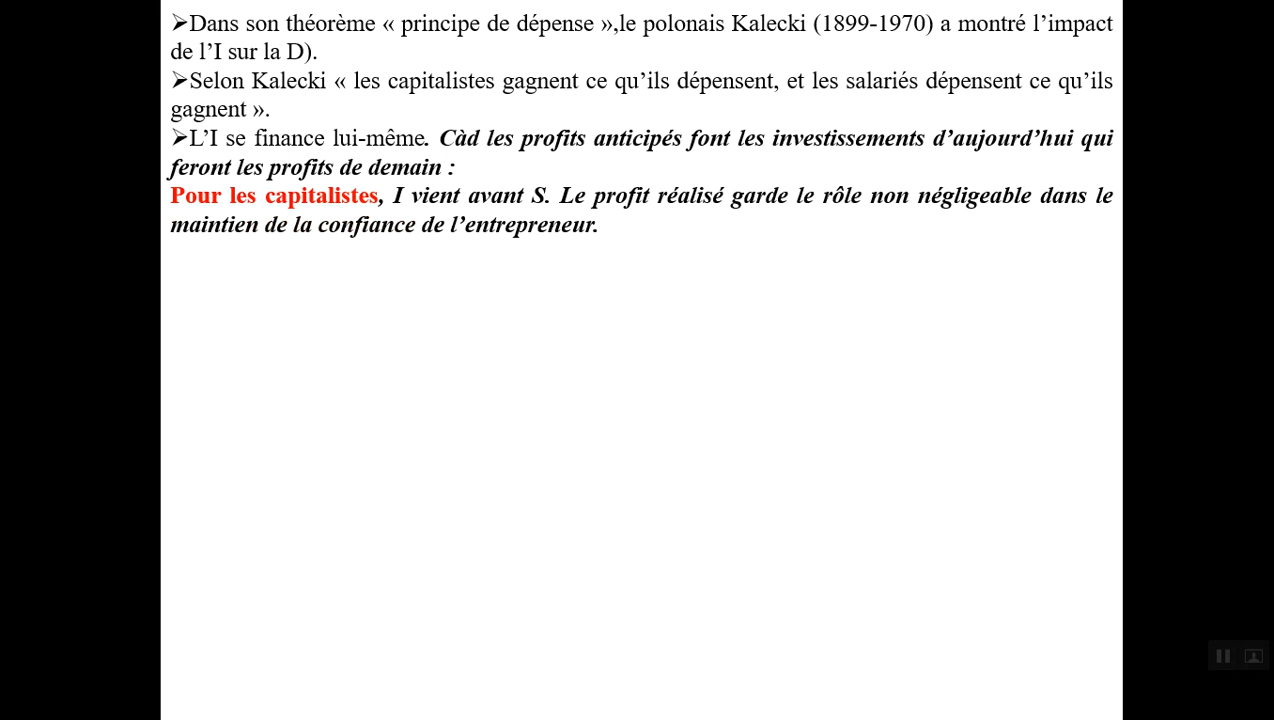 ➢Dans son théorème « principe de dépense »,le polonais Kalecki (1899-1970) a montré l’impact
de l’I sur la D).
➢Selon Kalecki « les capitalistes gagnent ce qu’ils dépensent, et les salariés dépensent ce qu’ils
gagnent ».
➢L’I se finance lui-même. Càd les profits anticipés font les investissements d’aujourd’hui qui
feront les profits de demain :
Pour les capitalistes, I vient avant S. Le profit réalisé garde le rôle non négligeable dans le
maintien de la confiance de l’entrepreneur.